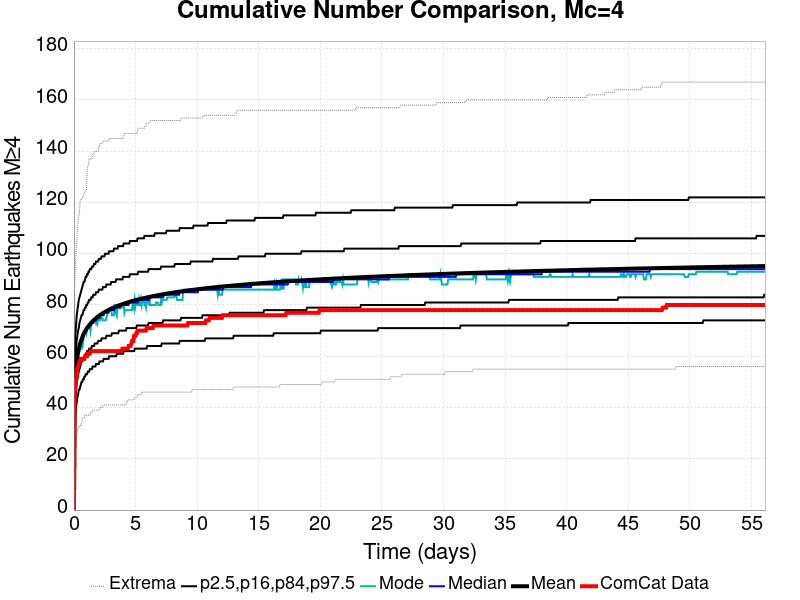 Cumulative Number Comparison, Mc=4
Cumulative Num Earthquakes M≥4
180
160
140
120
100
80
60
40
20
0
0 5 10 15 20 25 30 35 40 45 50 55
Time (days)
Extrema p2.5,p16,p84,p97.5 Mode Median Mean ComCat Data